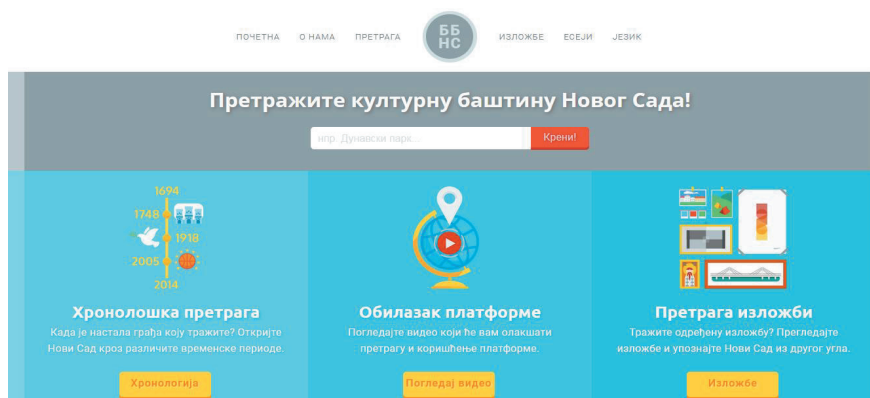 ПОЧЕТНА О НАМА ПРЕТРАГА ББ НС ИЗЛОЖБЕ ЕСЕЈИ ЈЕЗИК
Претражите културну баштину Новог Сада!
нпр. Дунавски парк... Крени!
1694
1748
1918
2005
2014
Хронолошка претрага
Када је настала грађа коју тражите? Откријте
Нови Сад кроз различите временске периоде.
Хронологија
Обилазак платформе
Погледајте видео који ће вам олакшати
претрагу и коришћење платформе.
Погледај видео
Претрага изложби
Тражите одређену изложбу? Прегледајте
изложбе и упознајте Нови Сад из другог угла.
Изложбе